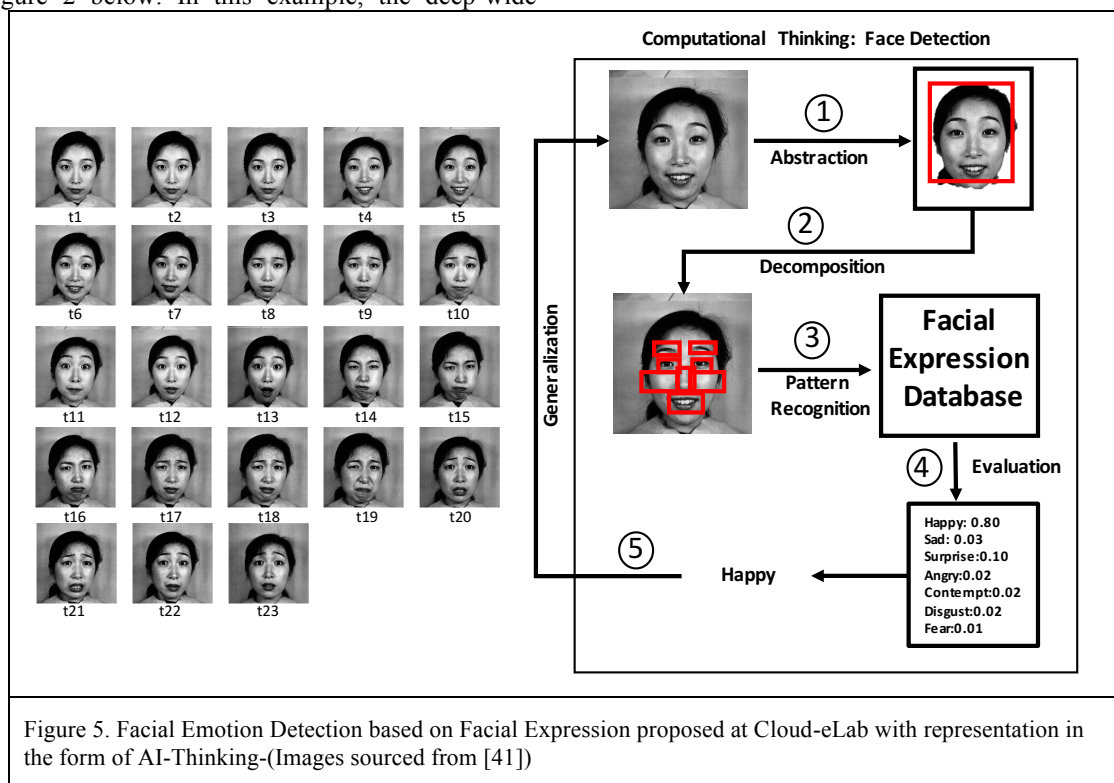 gure 2 below. In this example, the deep-wide
Computational Thinking: Face Detection
1
Abstraction
2
Decomposition
t1 t2 t3 t4 t5
t6 t7 t8 t9 t10
t11 t12 t13 t14 t15
t16 t17 t18 t19 t20
t21 t22 t23
Generalization
3
Pattern
Recognition
Facial
Expression
Database
4 Evaluation
Happy: 0.80
Sad: 0.03
Surprise:0.10
Angry:0.02
Contempt:0.02
Disgust:0.02
Fear:0.01
5
Happy
Figure 5. Facial Emotion Detection based on Facial Expression proposed at Cloud-eLab with representation in
the form of AI-Thinking-(Images sourced from [41])